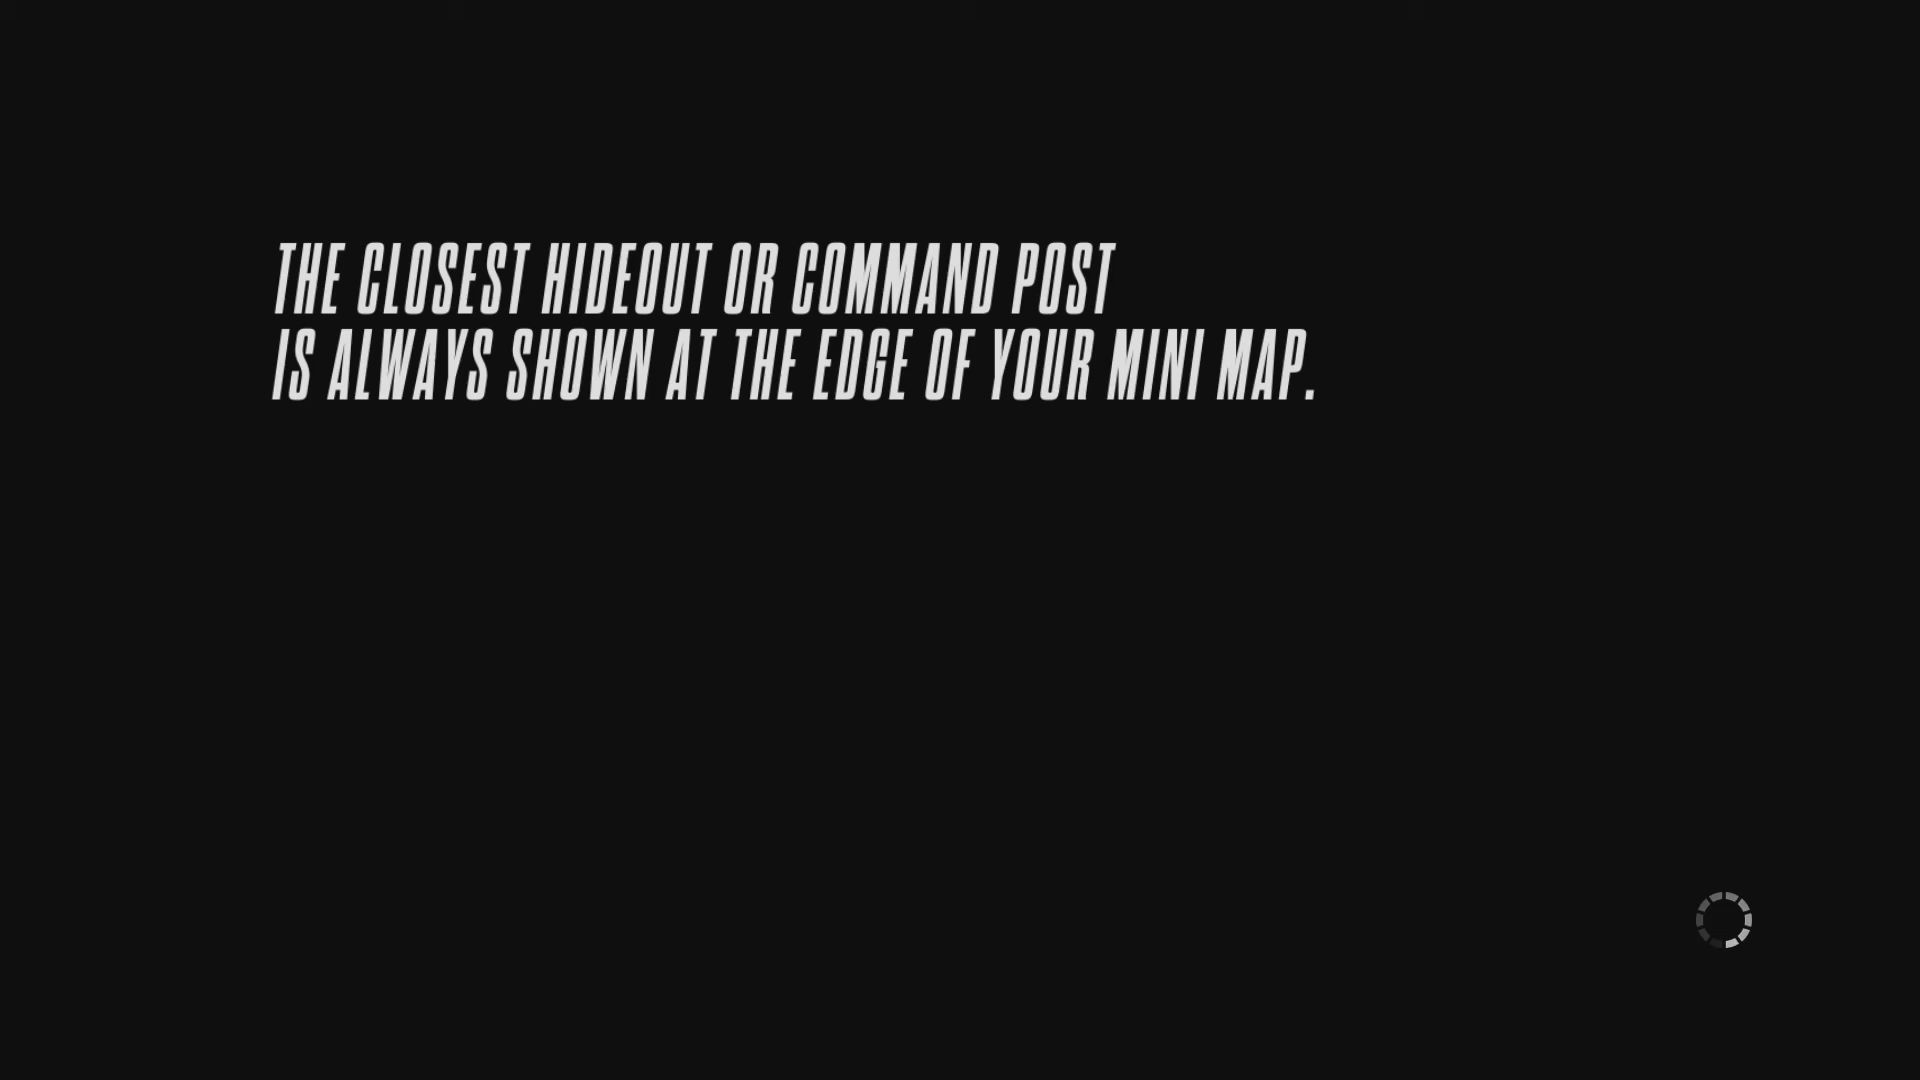 THE CLOSEST HIDEOUT OR COMMAND POST
IS ALWAYS SHOWN AT THE EDGE OF YOUR MINI MAP.